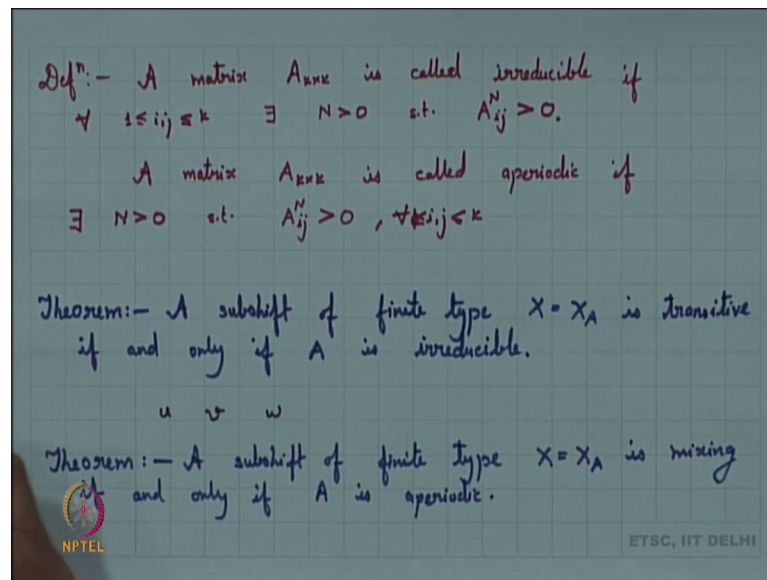 Defⁿ:- A matrix A_{k×k} is called irreducible if
∀ 1≤i,j≤k ∃ N>0 s.t. A^N_{ij} > 0.
A matrix A_{k×k} is called aperiodic if
∃ N>0 s.t. A^N_{ij} > 0 , ∀ 1≤i,j≤k
Theorem:- A subshift of finite type X = X_A is transitive
if and only if A is irreducible.
u v w
Theorem:- A subshift of finite type X = X_A is mixing
if and only if A is aperiodic.
NPTEL
ETSC, IIT DELHI